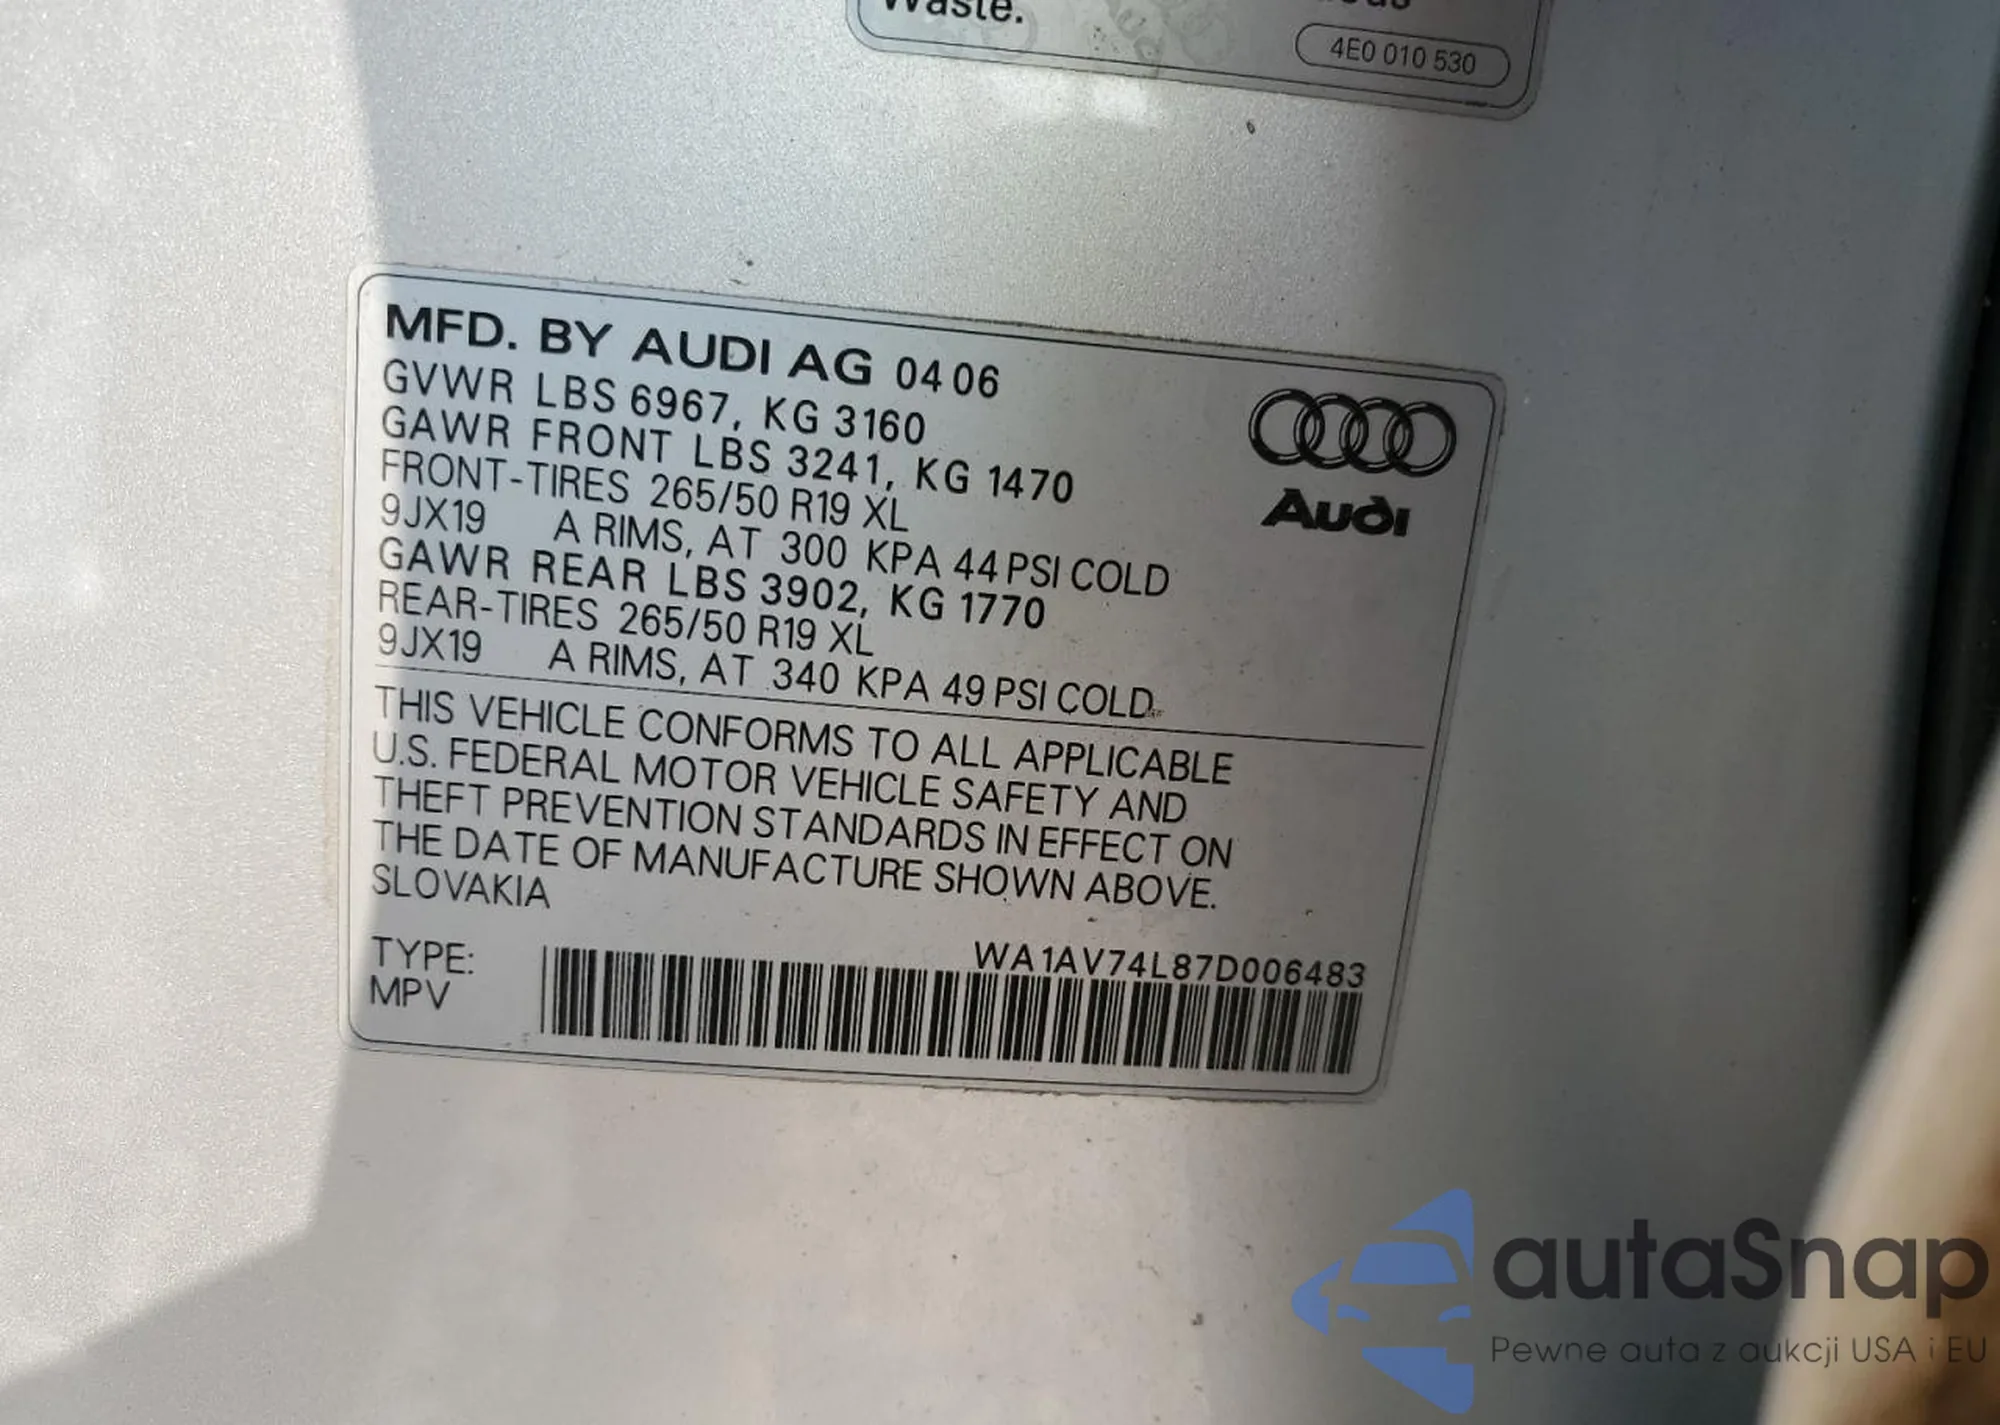 Waste.
4E0 010 530
MFD. BY AUDI AG 04 06
GVWR LBS 6967, KG 3160
GAWR FRONT LBS 3241, KG 1470
FRONT-TIRES 265/50 R19 XL
9JX19 A RIMS, AT 300 KPA 44 PSI COLD
GAWR REAR LBS 3902, KG 1770
REAR-TIRES 265/50 R19 XL
9JX19 A RIMS, AT 340 KPA 49 PSI COLD
Audi
THIS VEHICLE CONFORMS TO ALL APPLICABLE
U.S. FEDERAL MOTOR VEHICLE SAFETY AND
THEFT PREVENTION STANDARDS IN EFFECT ON
THE DATE OF MANUFACTURE SHOWN ABOVE.
SLOVAKIA
TYPE: WA1AV74L87D006483
MPV
autaSnap
Pewne auta z aukcji USA i EU